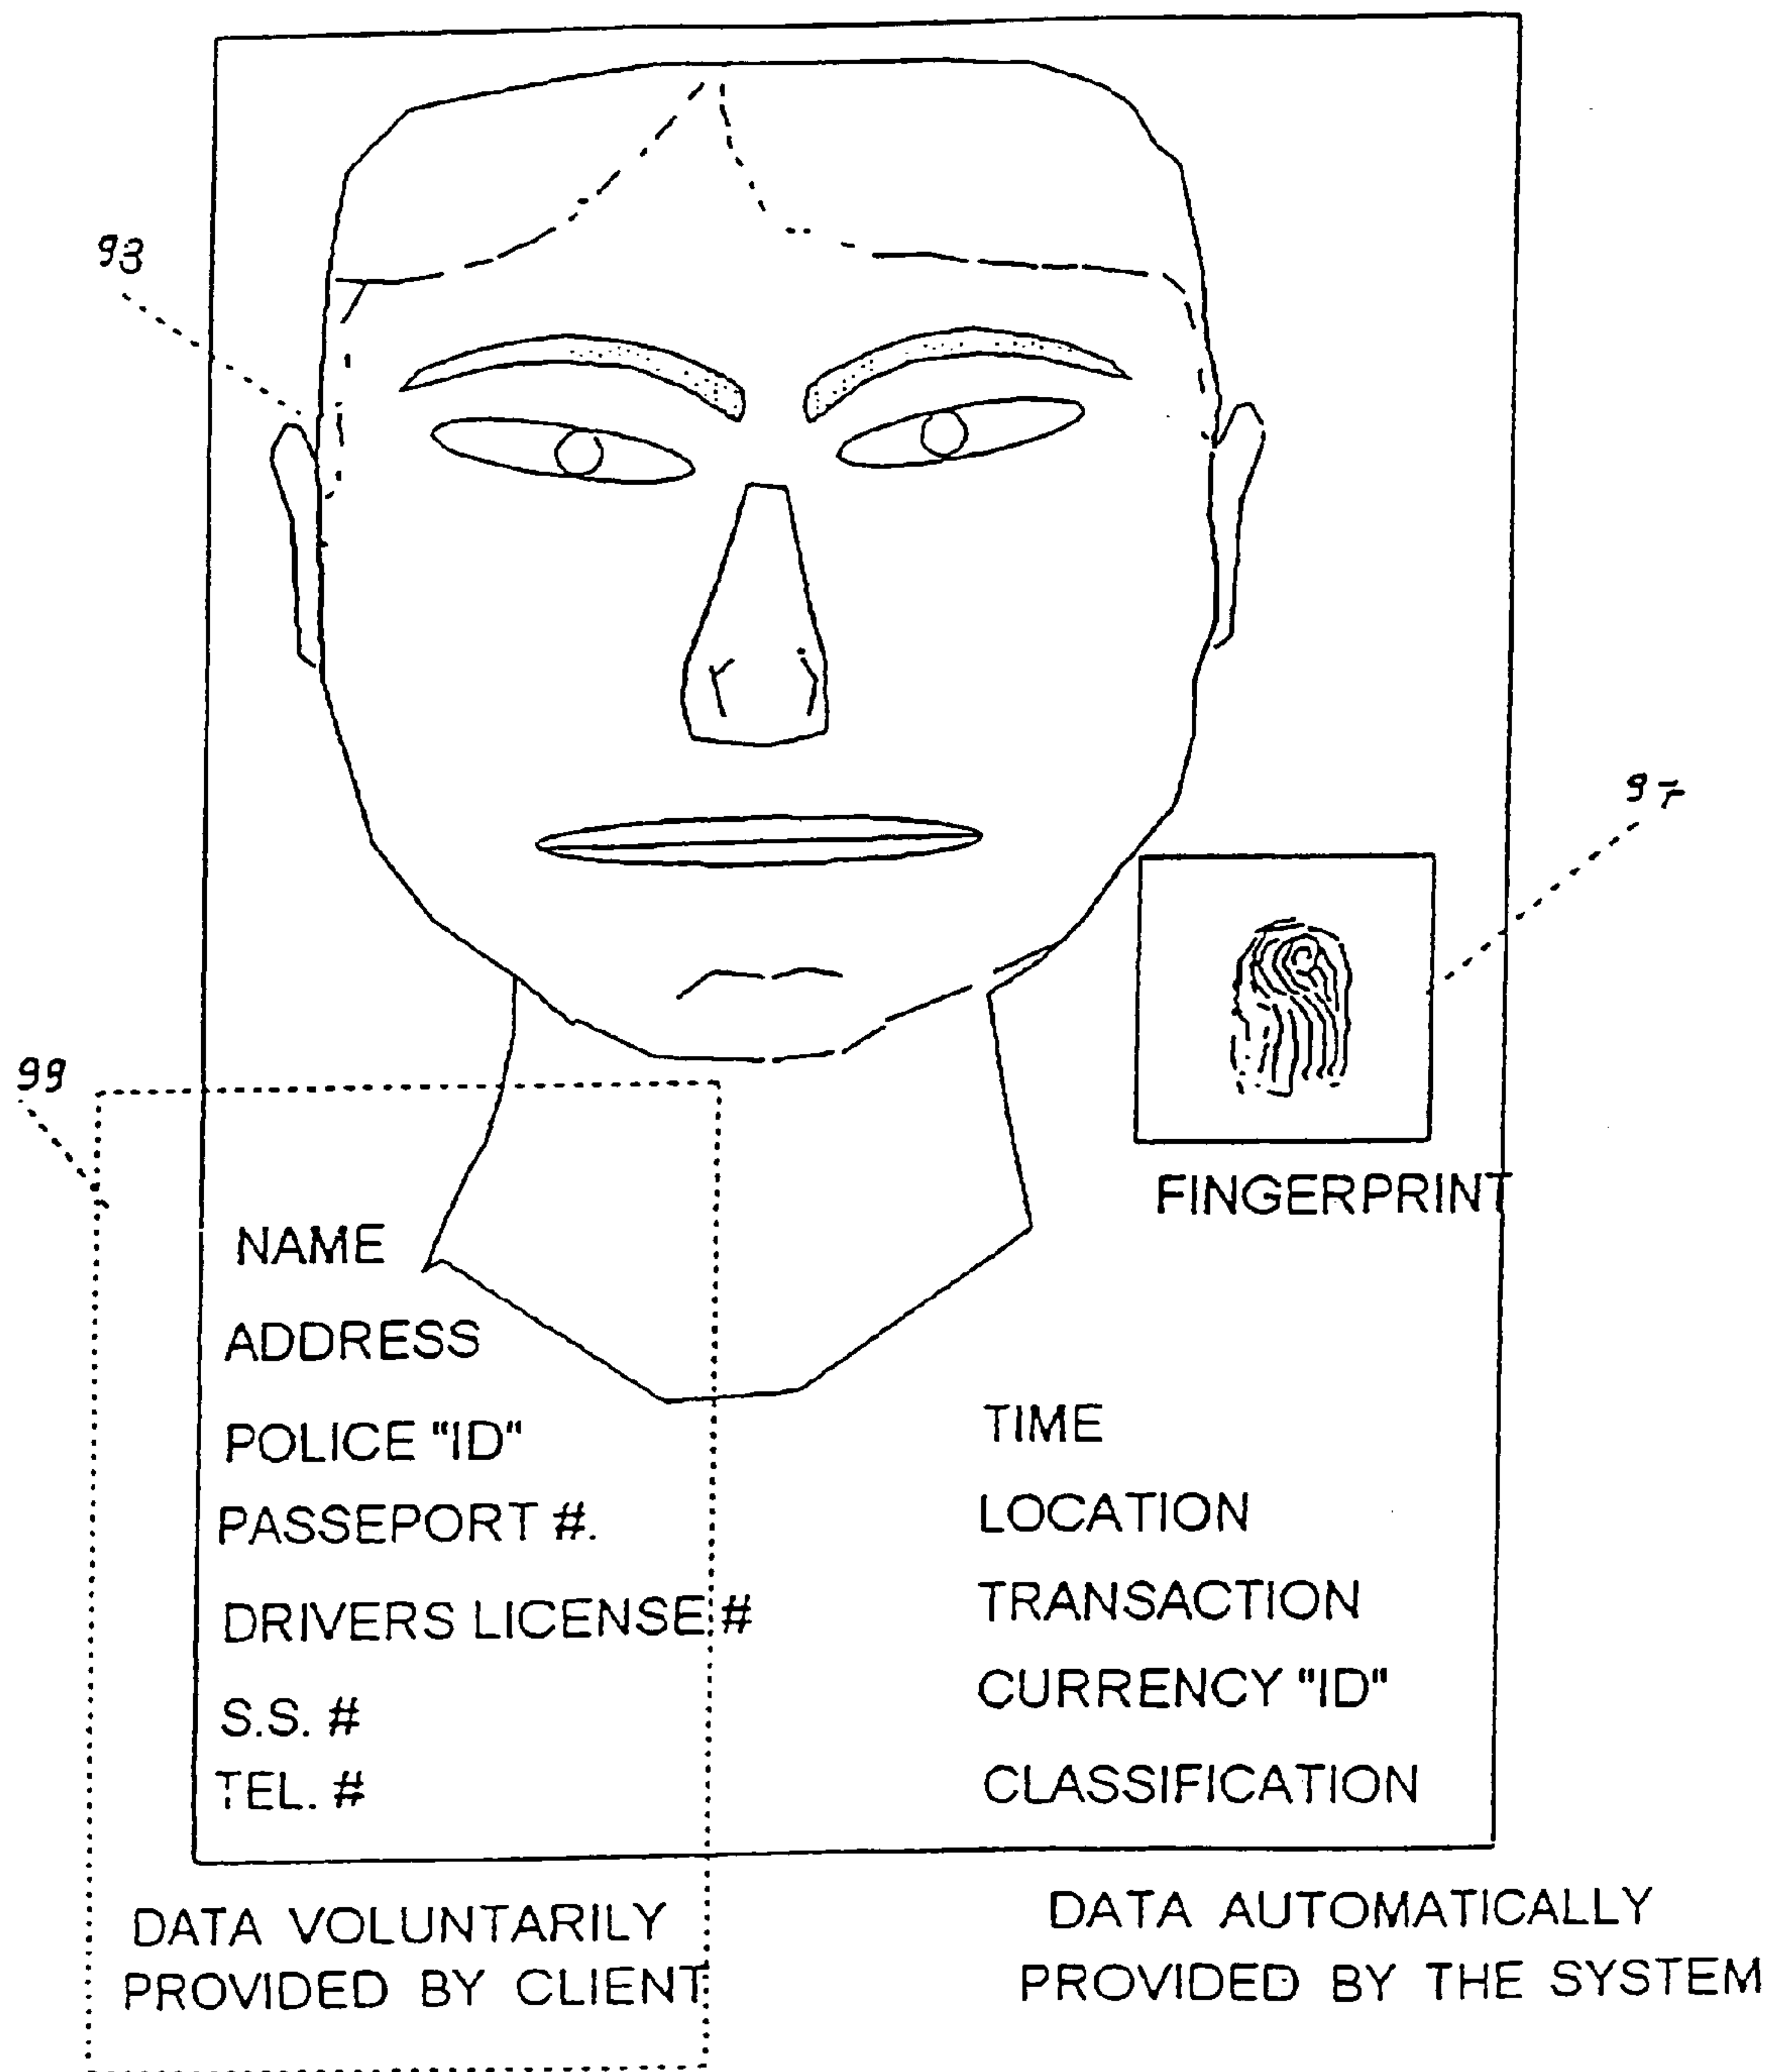 93
97
99
FINGERPRINT
NAME
ADDRESS
POLICE "ID"
PASSEPORT #.
DRIVERS LICENSE #
S.S. #
TEL. #
TIME
LOCATION
TRANSACTION
CURRENCY "ID"
CLASSIFICATION
DATA VOLUNTARILY
PROVIDED BY CLIENT
DATA AUTOMATICALLY
PROVIDED BY THE SYSTEM